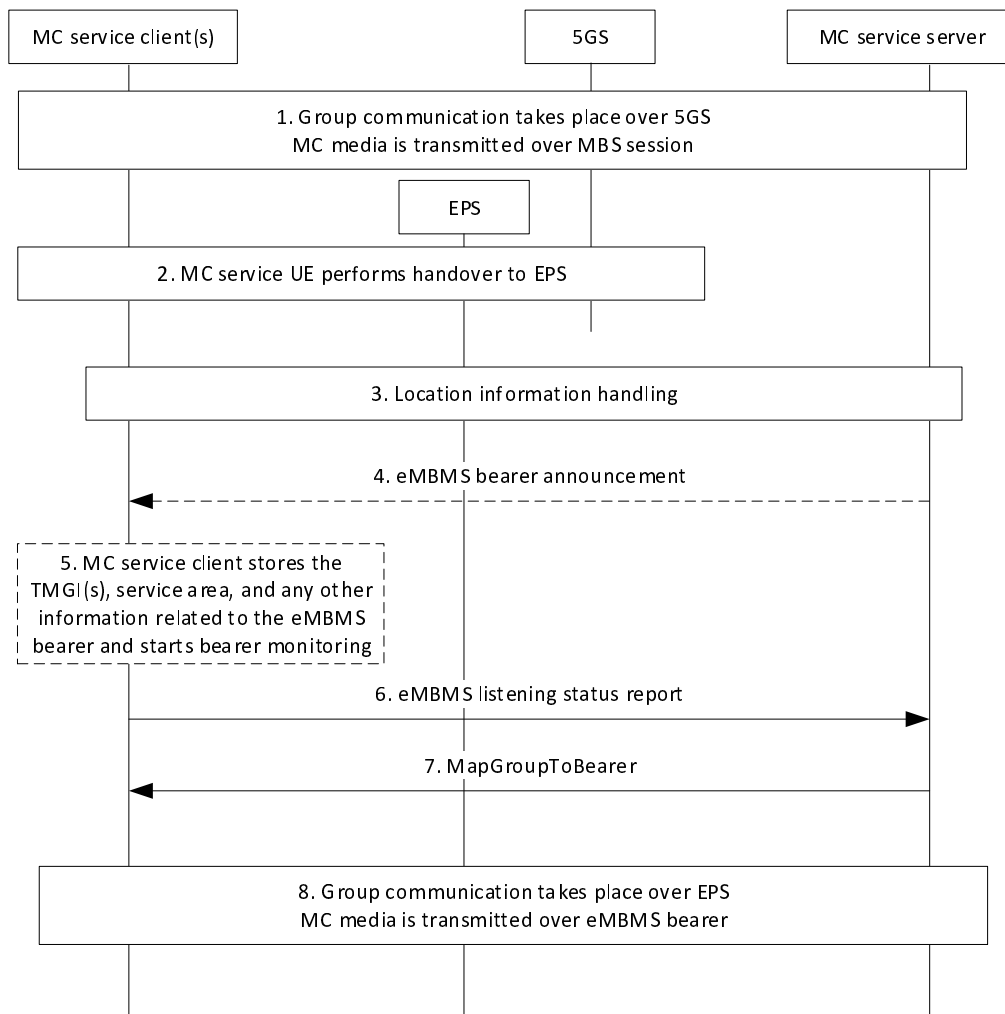 MC service client(s)
5GS
MC service server
1. Group communication takes place over 5GS
MC media is transmitted over MBS session
EPS
2. MC service UE performs handover to EPS
3. Location information handling
4. eMBMS bearer announcement
5. MC service client stores the
TMGI(s), service area, and any other
information related to the eMBMS
bearer and starts bearer monitoring
6. eMBMS listening status report
7. MapGroupToBearer
8. Group communication takes place over EPS
MC media is transmitted over eMBMS bearer